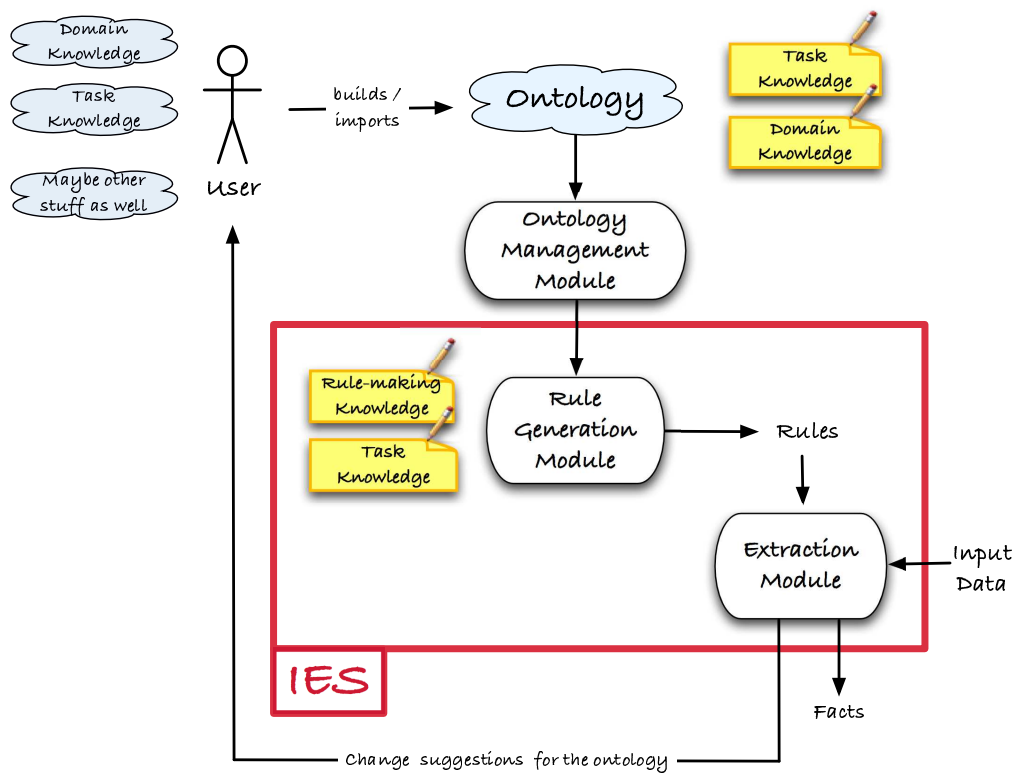 Domain
Knowledge
Task
Knowledge
Maybe other
stuff as well
User
builds /
imports
Ontology
Task
Knowledge
Domain
Knowledge
Ontology
Management
Module
Rule-making
Knowledge
Task
Knowledge
Rule
Generation
Module
Rules
Extraction
Module
Input
Data
IES
Facts
Change suggestions for the ontology